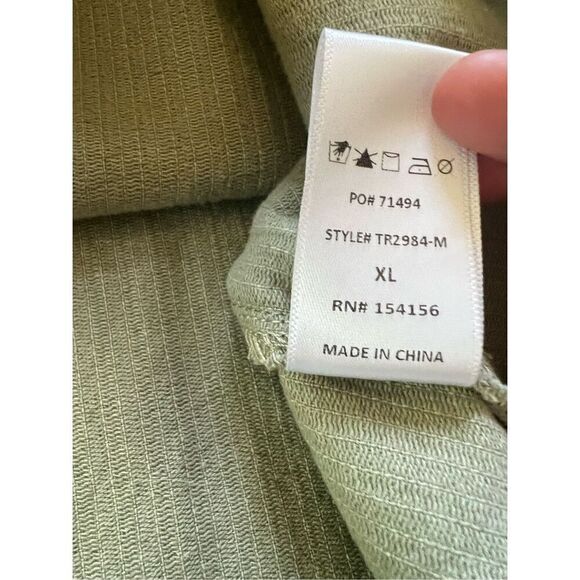 PO# 71494
STYLE# TR2984-M
XL
RN# 154156
MADE IN CHINA